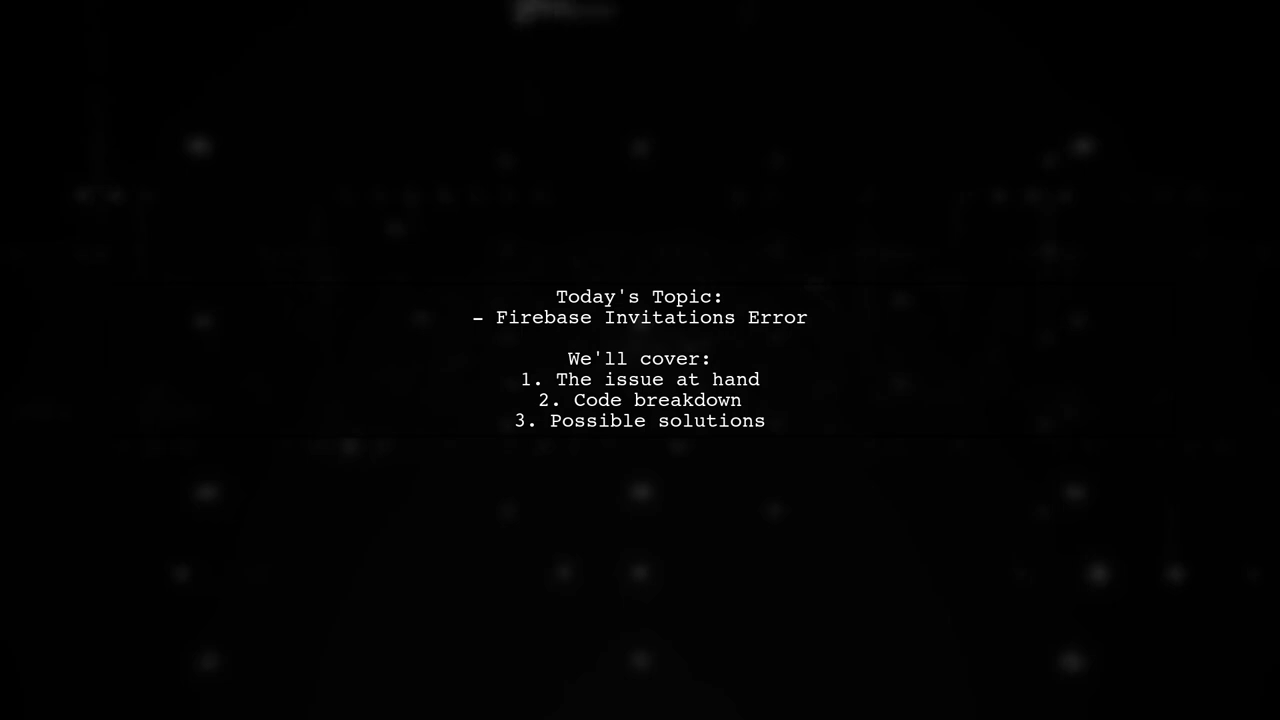 Today's Topic:
- Firebase Invitations Error
We'll cover:
1. The issue at hand
2. Code breakdown
3. Possible solutions